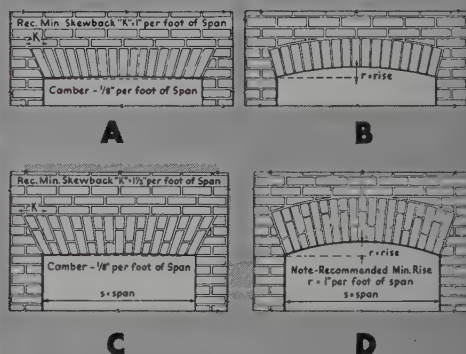 Rec. Min. Skewback "K"=1" per foot of Span
K
Camber - 1/8" per foot of Span
A
r = rise
B
Rec. Min. Skewback "K"=1½" per foot of Span
K
Camber - 1/8" per foot of Span
s = span
C
r = rise
Note - Recommended Min. Rise
r = 1" per foot of span
s = span
D